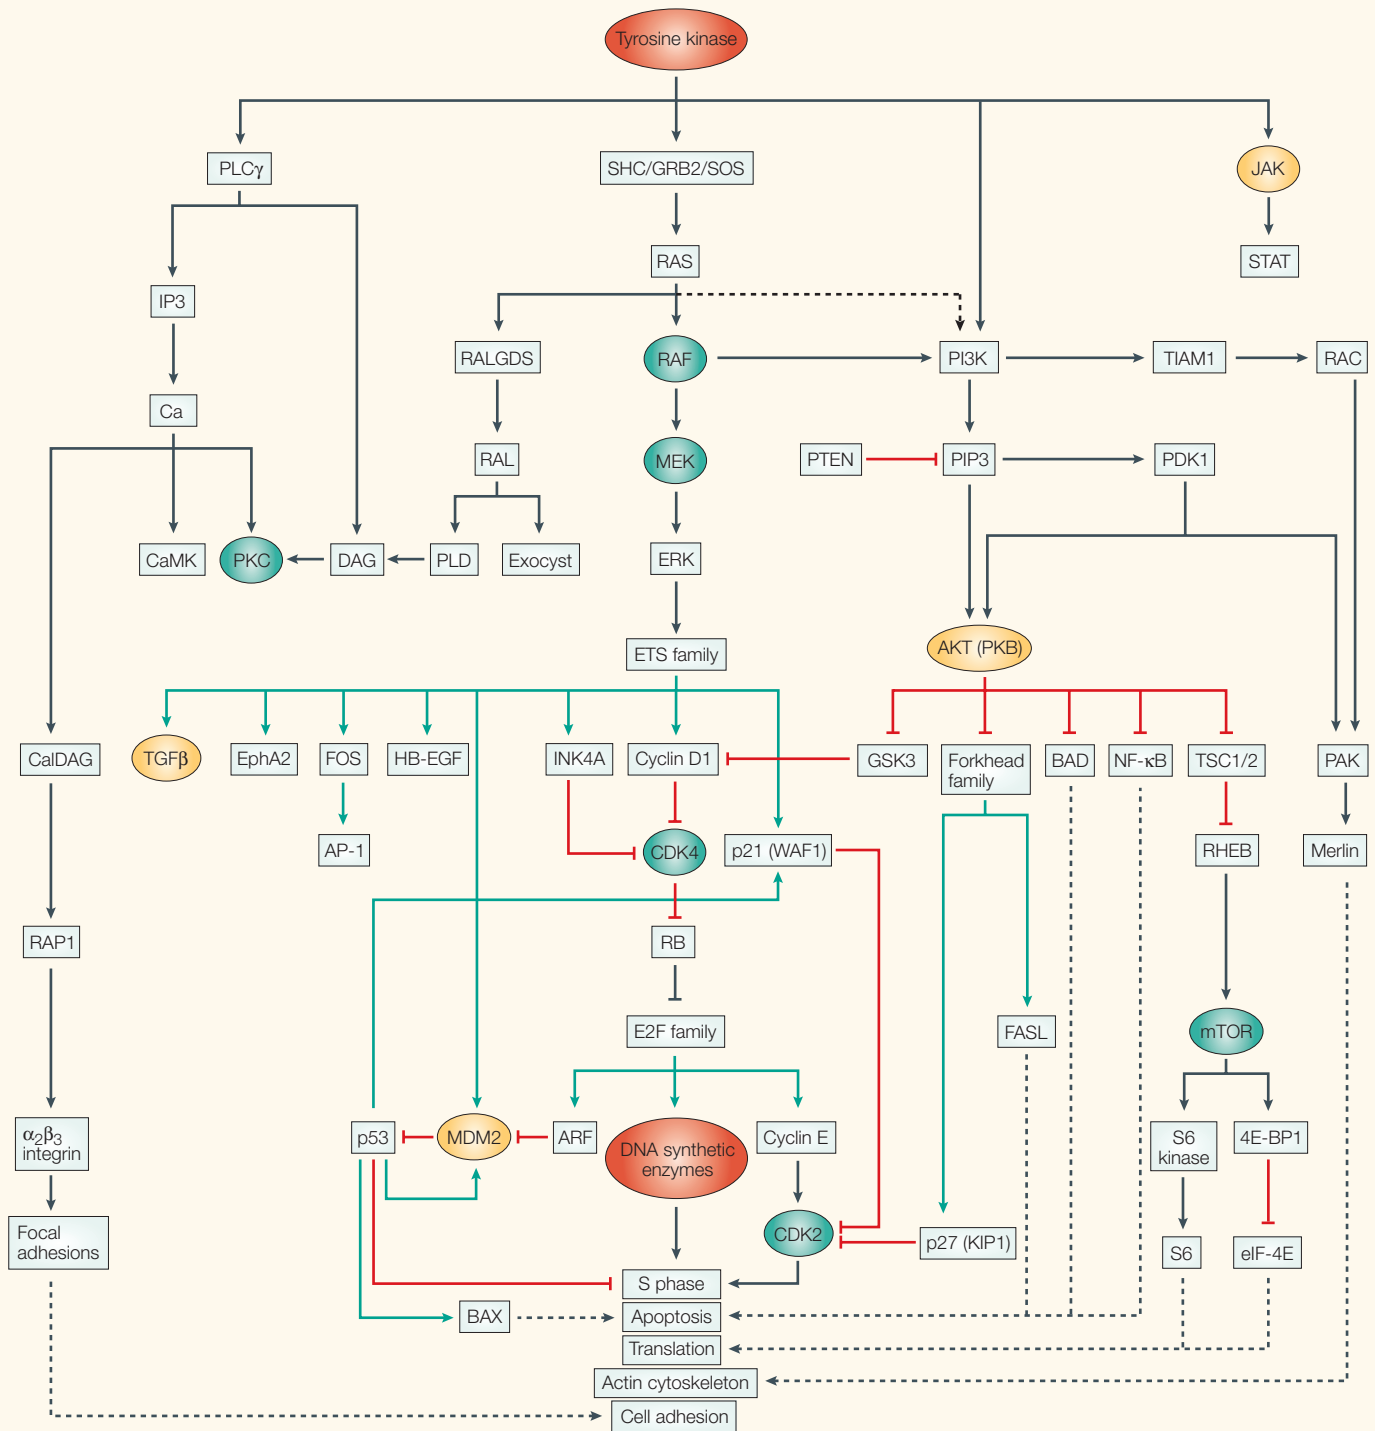 Tyrosine kinase
PLCγ
SHC/GRB2/SOS
JAK
RAS
STAT
IP3
RALGDS
RAF
PI3K
TIAM1
RAC
Ca
RAL
MEK
PTEN
PIP3
PDK1
CaMK
PKC
DAG
PLD
Exocyst
ERK
ETS family
AKT (PKB)
CalDAG
TGFβ
EphA2
FOS
HB-EGF
INK4A
Cyclin D1
GSK3
Forkhead
family
BAD
NF-κB
TSC1/2
PAK
AP-1
CDK4
p21 (WAF1)
RHEB
Merlin
RAP1
RB
E2F family
FASL
mTOR
α2β3
integrin
p53
MDM2
ARF
DNA synthetic
enzymes
Cyclin E
S6
kinase
4E-BP1
Focal
adhesions
CDK2
p27 (KIP1)
S6
eIF-4E
S phase
BAX
Apoptosis
Translation
Actin cytoskeleton
Cell adhesion